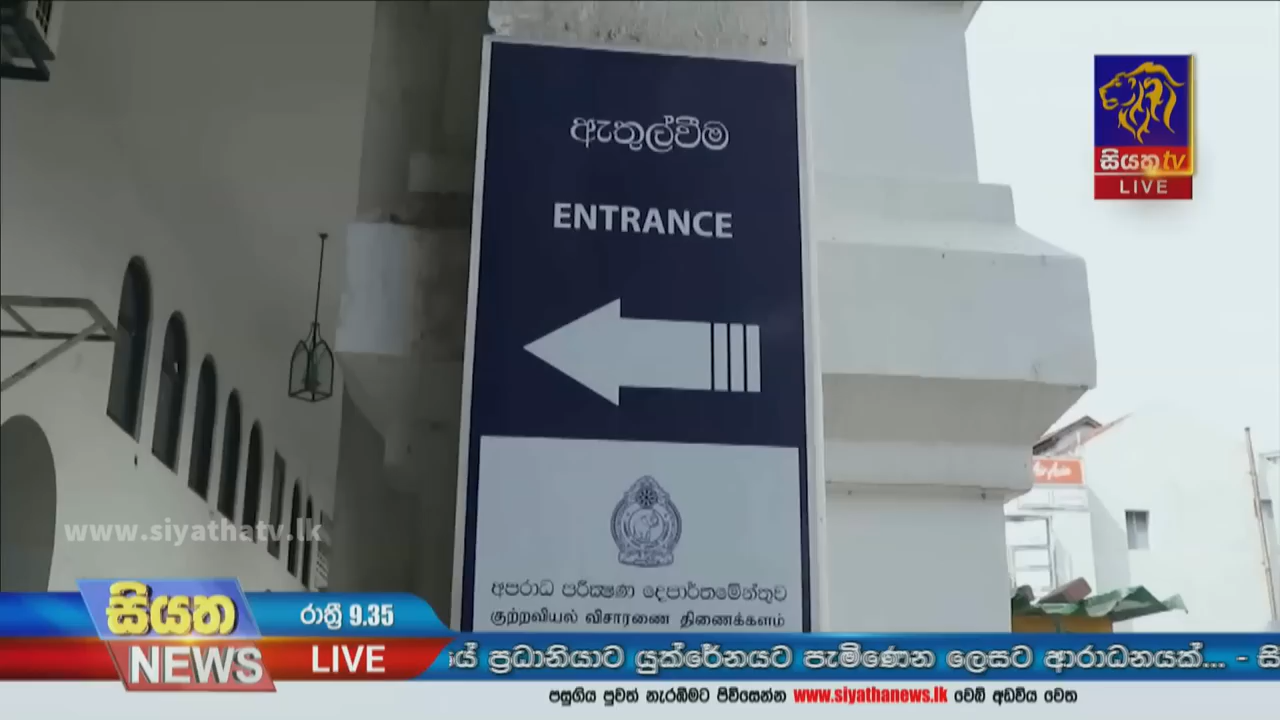 ඇතුල්වීම
ENTRANCE
අපරාධ පරීක්ෂණ දෙපාර්තමේන්තුව
குற்றவியல் விசாரணை திணைக்களம்
සියත tv
LIVE
www.siyathatv.lk
සියත
NEWS
රාත්‍රී 9.35
LIVE
යේ ප්‍රධානියාට යුක්රේනයට පැමිණෙන ලෙසට ආරාධනයක්... - සි
පසුගිය පුවත් නැරඹීමට පිවිසෙන්න www.siyathanews.lk වෙබ් අඩවිය වෙත